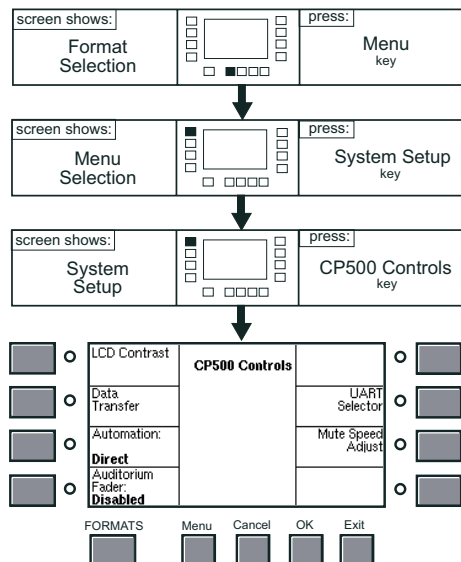 screen shows:
Format
Selection
press:
Menu
key
screen shows:
Menu
Selection
press:
System Setup
key
screen shows:
System
Setup
press:
CP500 Controls
key
LCD Contrast
CP500 Controls
Data
Transfer
UART
Selector
Automation:
Direct
Mute Speed
Adjust
Auditorium
Fader:
Disabled
FORMATS
Menu
Cancel
OK
Exit